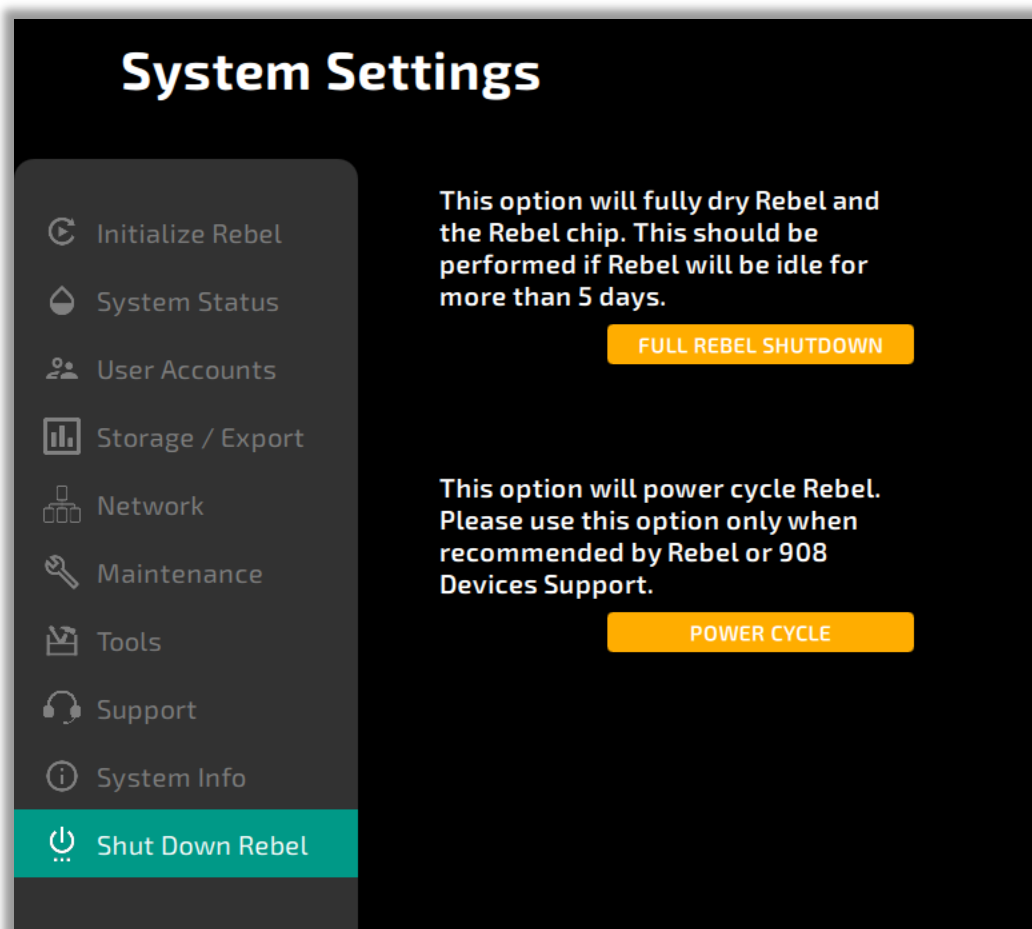 System Settings
Initialize Rebel
System Status
User Accounts
Storage / Export
Network
Maintenance
Tools
Support
System Info
Shut Down Rebel
This option will fully dry Rebel and
the Rebel chip. This should be
performed if Rebel will be idle for
more than 5 days.
FULL REBEL SHUTDOWN
This option will power cycle Rebel.
Please use this option only when
recommended by Rebel or 908
Devices Support.
POWER CYCLE